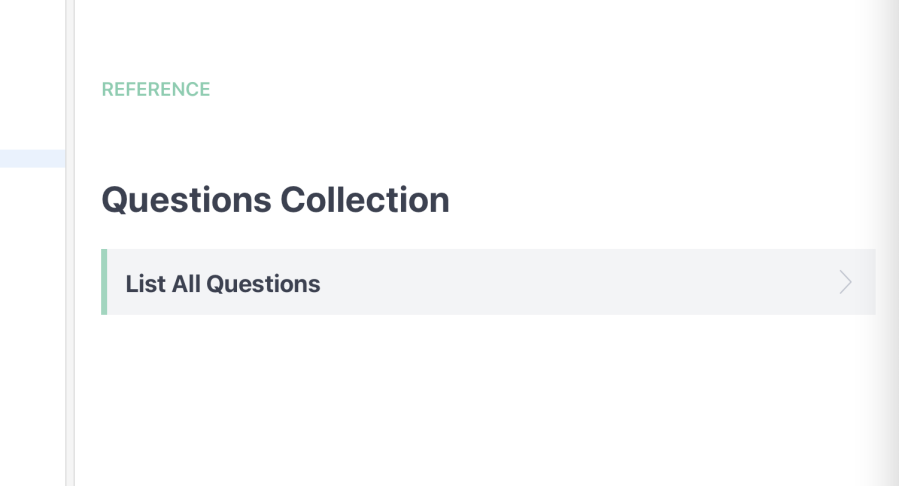 REFERENCE
Questions Collection
List All Questions